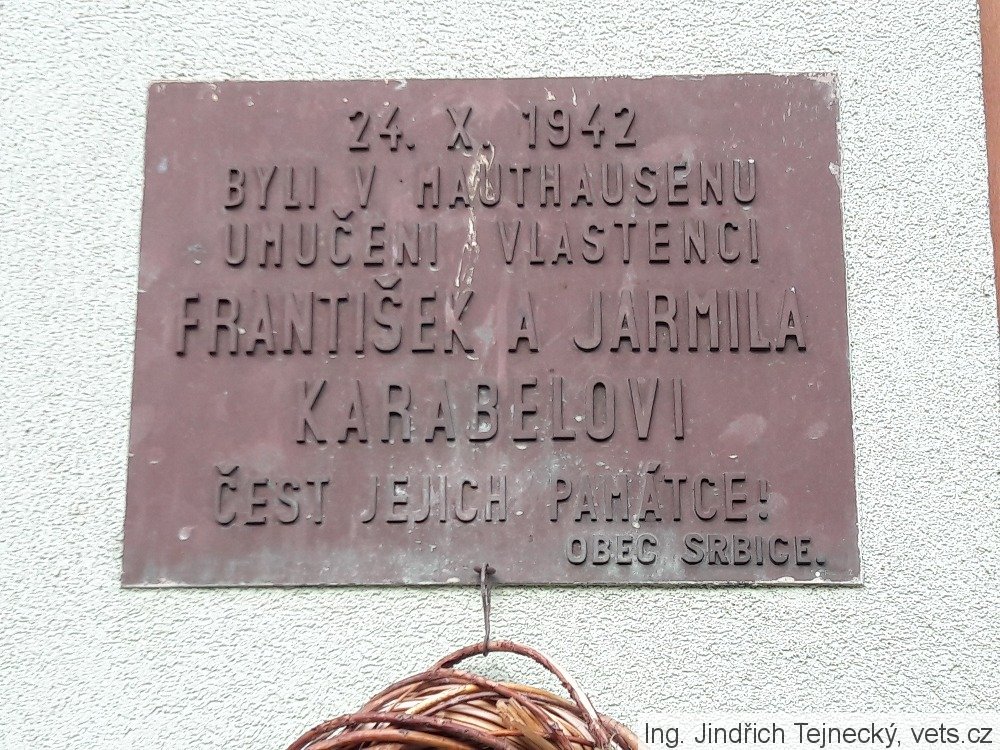 24. X. 1942
BYLI V MAUTHAUSENU
UMUČENI VLASTENCI
FRANTIŠEK A JARMILA
KARABELOVI
ČEST JEJICH PAMÁTCE!
OBEC SRBICE.
Ing. Jindřich Tejnecký, vets.cz